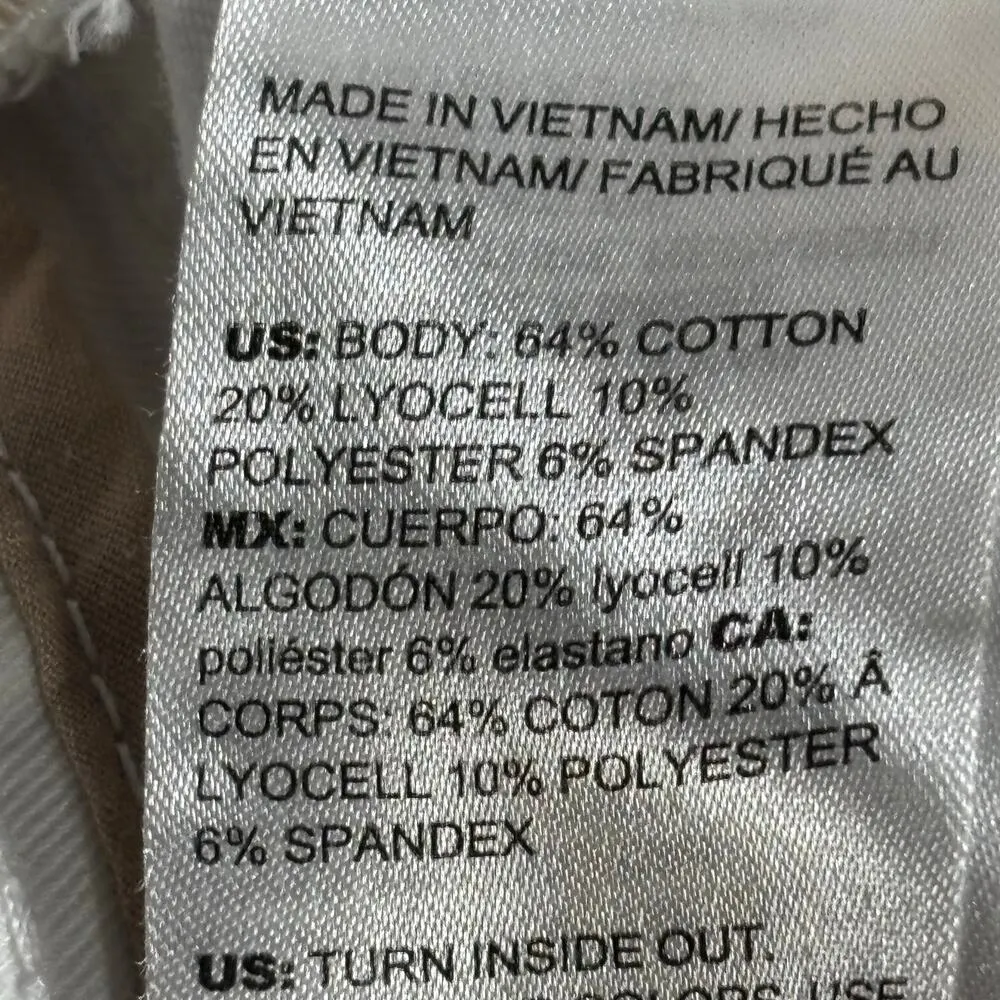 MADE IN VIETNAM/ HECHO
EN VIETNAM/ FABRIQUÉ AU
VIETNAM
US: BODY: 64% COTTON
20% LYOCELL 10%
POLYESTER 6% SPANDEX
MX: CUERPO: 64%
ALGODÓN 20% lyocell 10%
poliéster 6% elastano CA:
CORPS: 64% COTON 20% Â
LYOCELL 10% POLYESTER
6% SPANDEX
US: TURN INSIDE OUT.
COLORS. USE